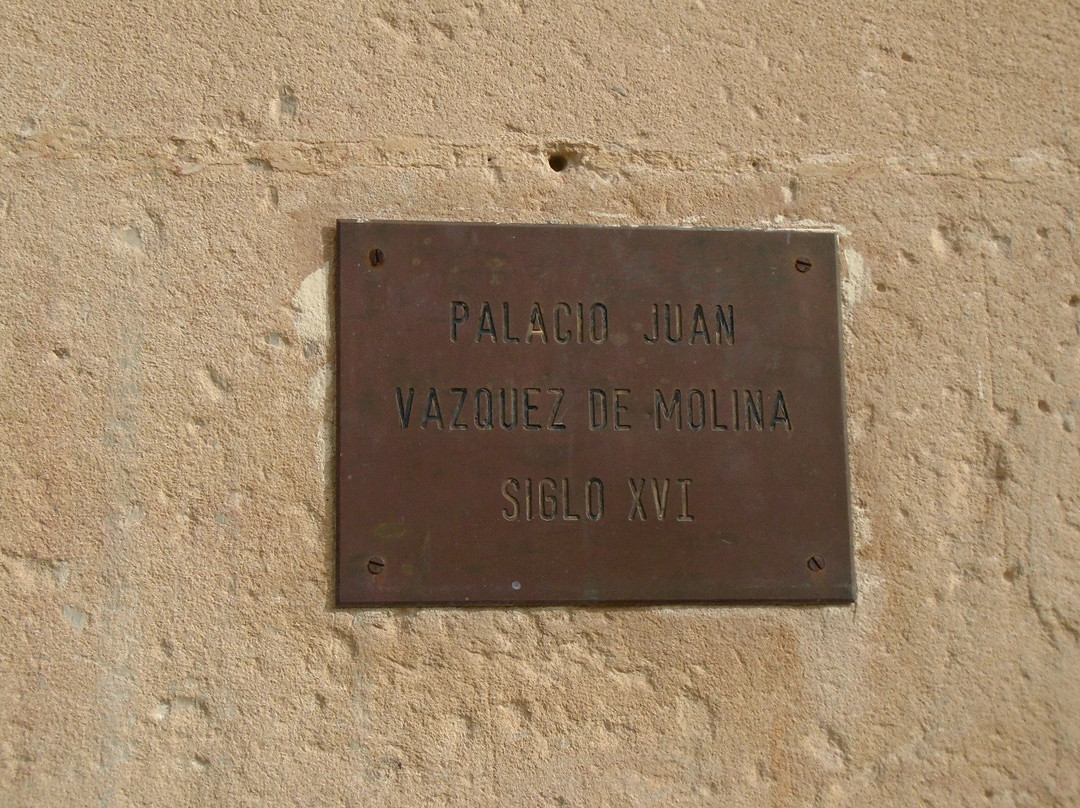 PALACIO JUAN
VAZQUEZ DE MOLINA
SIGLO XVI